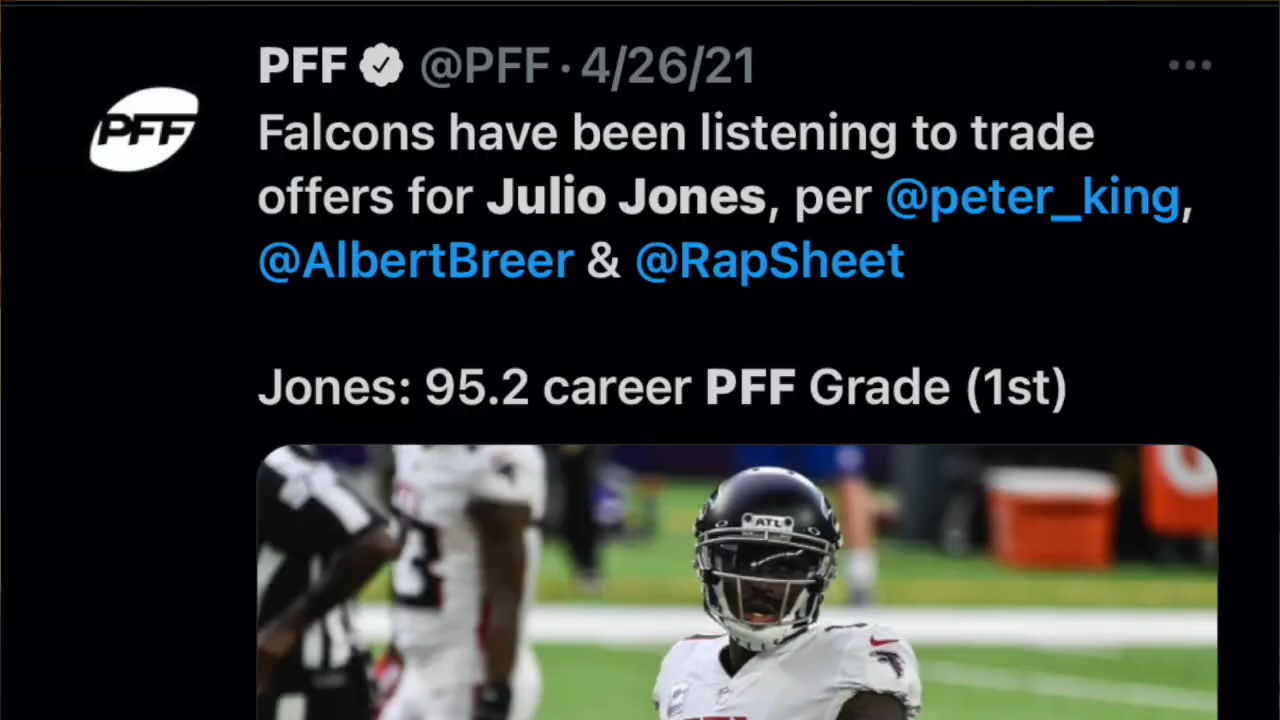 PFF @PFF · 4/26/21
PFF
Falcons have been listening to trade
offers for Julio Jones, per @peter_king,
@AlbertBreer & @RapSheet
Jones: 95.2 career PFF Grade (1st)
ATL